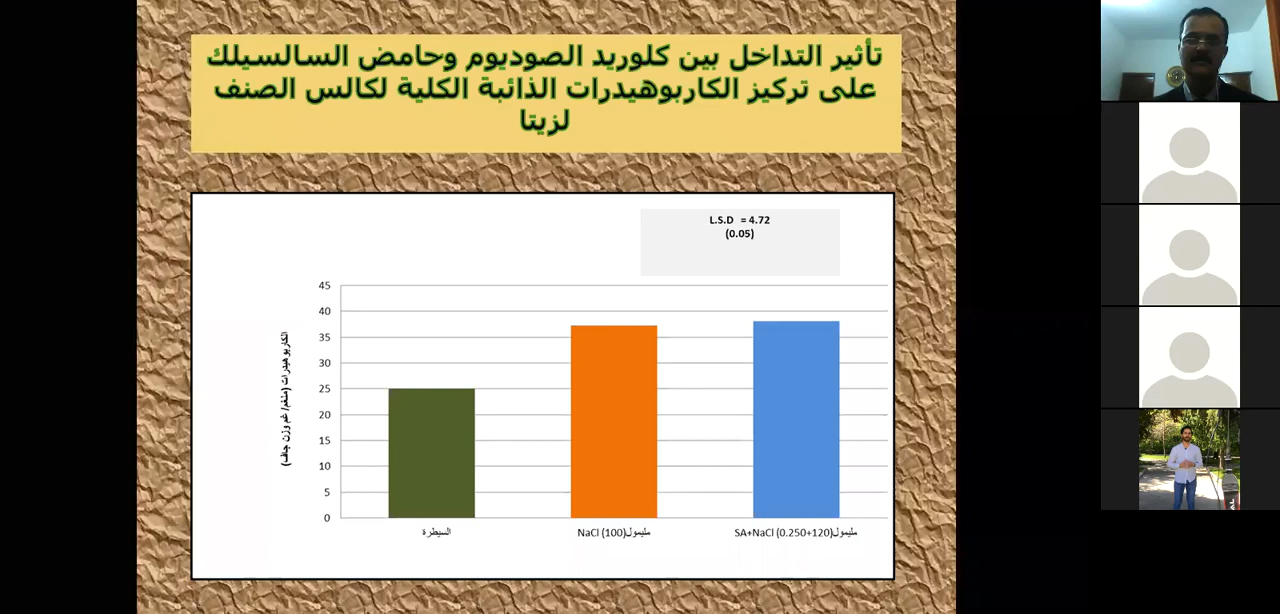 تأثير التداخل بين كلوريد الصوديوم وحامض السالسيلك
على تركيز الكاربوهيدرات الذائبة الكلية لكالس الصنف
لزيتا
L.S.D = 4.72
(0.05)
45
40
35
30
25
20
15
10
5
0
الكاربوهيدرات (ملغم/ غم وزن جاف)
السيطرة
NaCl (100)مليمول
SA+NaCl (0.250+120)مليمول